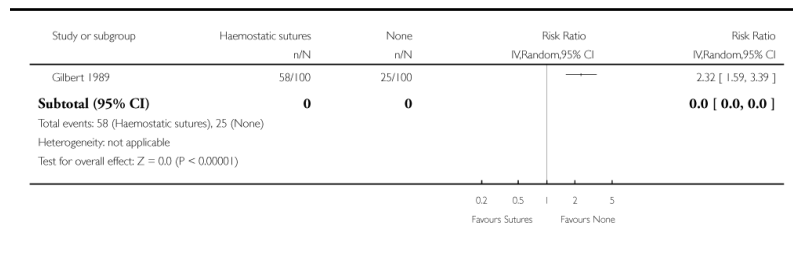 Study or subgroup Haemostatic sutures None Risk Ratio Risk Ratio
n/N n/N IV,Random,95% CI IV,Random,95% CI
Gilbert 1989 58/100 25/100 2.32 [ 1.59, 3.39 ]
Subtotal (95% CI) 0 0 0.0 [ 0.0, 0.0 ]
Total events: 58 (Haemostatic sutures), 25 (None)
Heterogeneity: not applicable
Test for overall effect: Z = 0.0 (P < 0.00001)
0.2 0.5 1 2 5
Favours Sutures Favours None